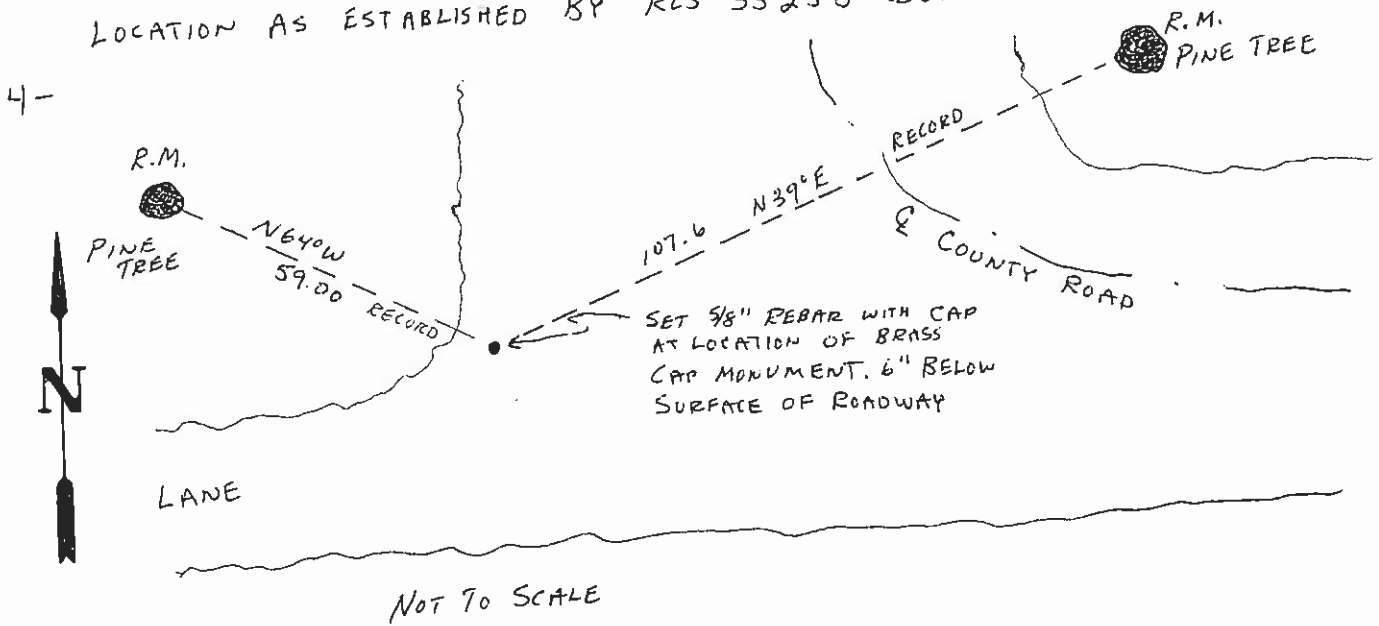 LOCATION AS ESTABLISHED BY RLS
4-
R.M.
PINE TREE
RECORD
R.M.
N39°E
PINE
TREE
N64°W
107.6
59.00
RECORD
℄ COUNTY ROAD
SET 5/8" REBAR WITH CAP
AT LOCATION OF BRASS
CAP MONUMENT. 6" BELOW
SURFACE OF ROADWAY
N
LANE
NOT TO SCALE